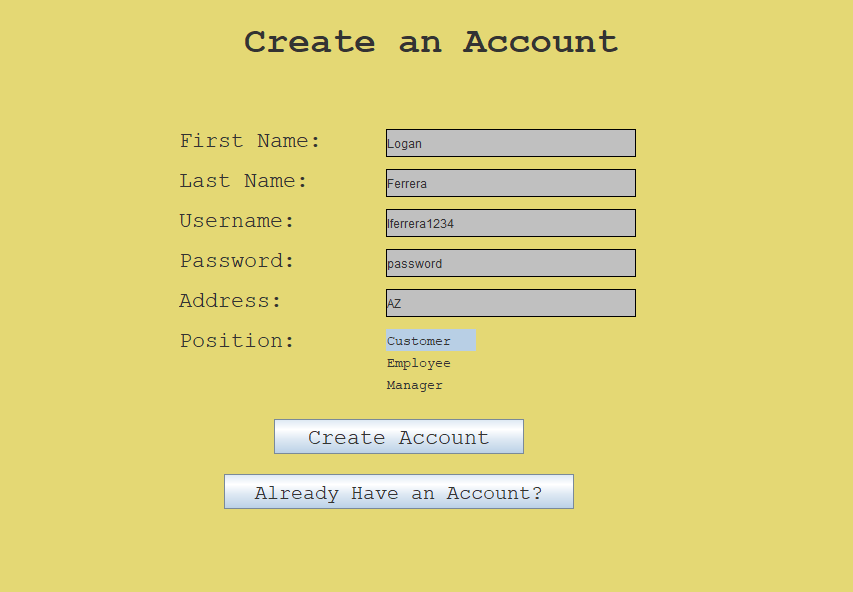 Create an Account
First Name: Logan
Last Name: Ferrera
Username: lferrera1234
Password: password
Address: AZ
Position: Customer
Employee
Manager
Create Account
Already Have an Account?